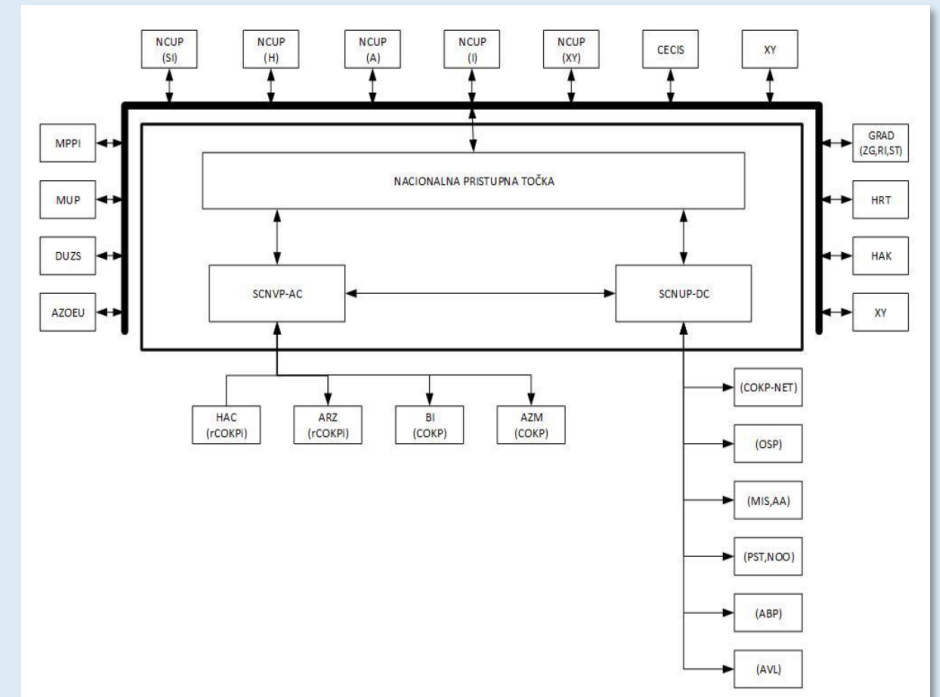 NCUP
(SI)
NCUP
(H)
NCUP
(A)
NCUP
(I)
NCUP
(XY)
CECIS
XY
MPPI
MUP
DUZS
AZOEU
GRAD
(ZG,RI,ST)
HRT
HAK
XY
NACIONALNA PRISTUPNA TOČKA
SCNVP-AC
SCNUP-DC
HAC
(rCOKPi)
ARZ
(rCOKPi)
BI
(COKP)
AZM
(COKP)
(COKP-NET)
(OSP)
(MIS,AA)
(PST,NOO)
(ABP)
(AVL)